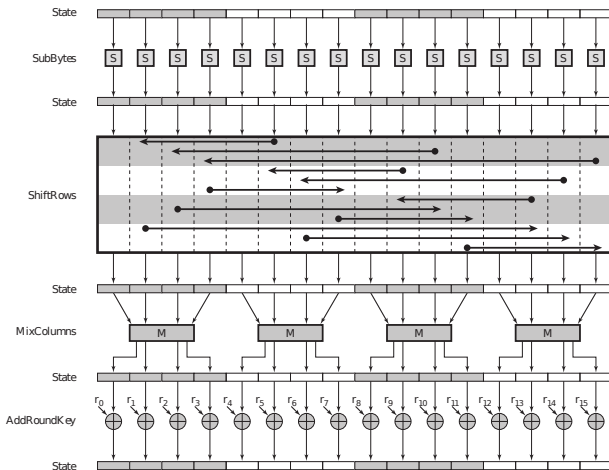 State
S S S S S S S S S S S S S S S S
SubBytes
State
ShiftRows
State
M M M M
MixColumns
State
r0 r1 r2 r3 r4 r5 r6 r7 r8 r9 r10 r11 r12 r13 r14 r15
AddRoundKey
State